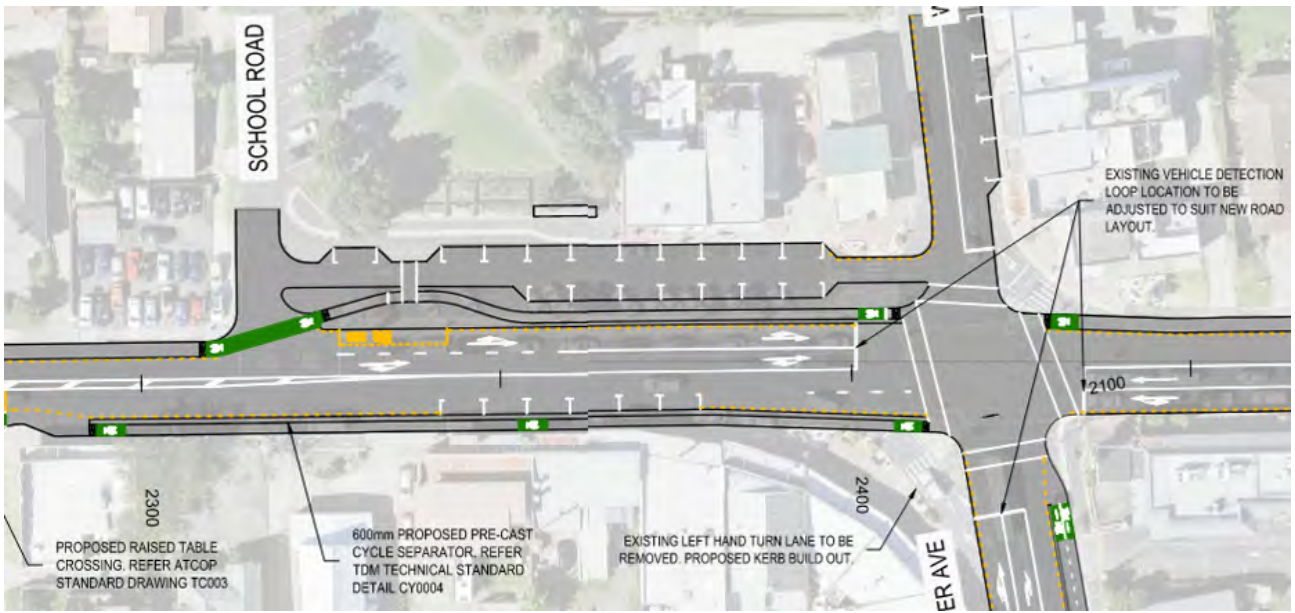 SCHOOL ROAD
EXISTING VEHICLE DETECTION
LOOP LOCATION TO BE
ADJUSTED TO SUIT NEW ROAD
LAYOUT.
2100
2300
2400
PROPOSED RAISED TABLE
CROSSING. REFER ATCOP
STANDARD DRAWING TC003
600mm PROPOSED PRE-CAST
CYCLE SEPARATOR. REFER
TDM TECHNICAL STANDARD
DETAIL CY0004
EXISTING LEFT HAND TURN LANE TO BE
REMOVED. PROPOSED KERB BUILD OUT.
ER AVE